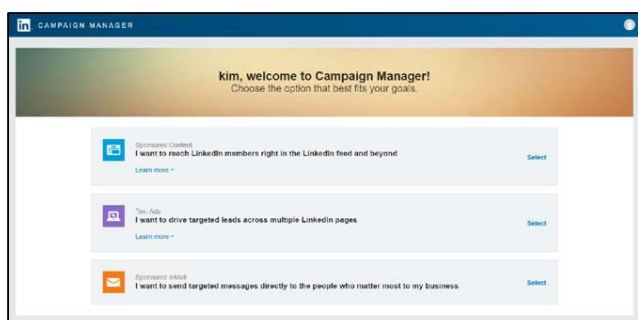 in CAMPAIGN MANAGER
kim, welcome to Campaign Manager!
Choose the option that best fits your goals.
Sponsored Content
I want to reach LinkedIn members right in the LinkedIn feed and beyond
Select
Learn more
Text Ads
I want to drive targeted leads across multiple LinkedIn pages
Select
Learn more
Sponsored InMail
I want to send targeted messages directly to the people who matter most to my business
Select